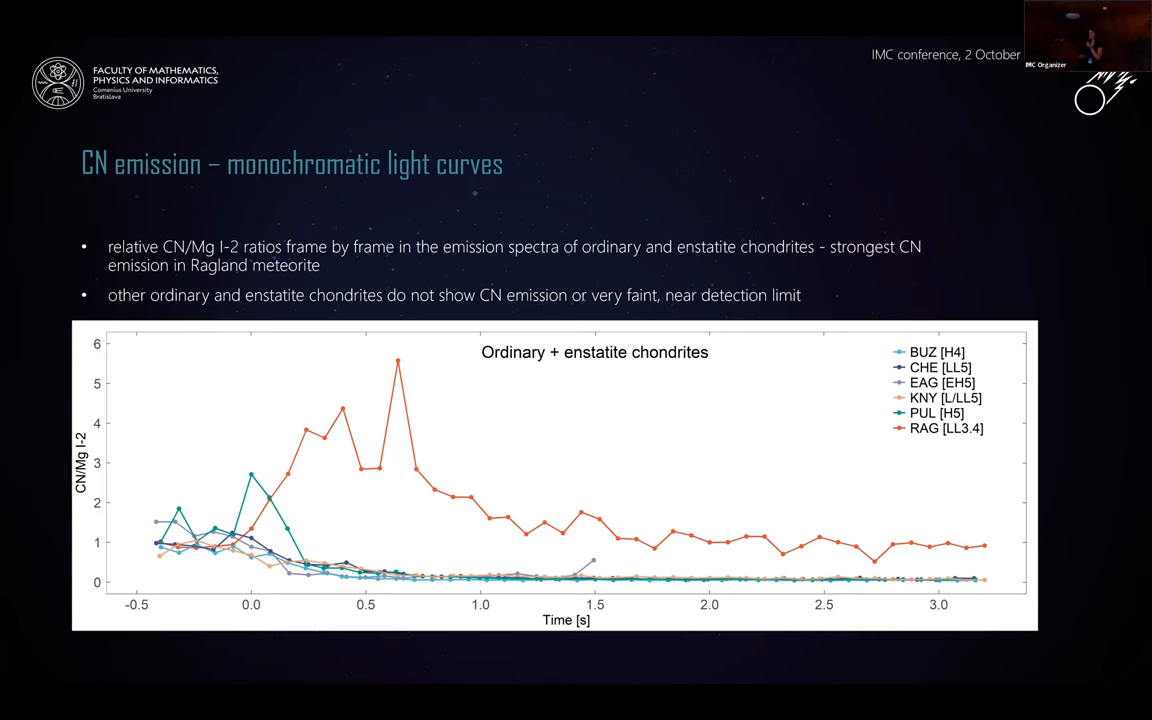 IMC conference, 2 October
IMC Organizer
FACULTY OF MATHEMATICS,
PHYSICS AND INFORMATICS
Comenius University
Bratislava
CN emission – monochromatic light curves
• relative CN/Mg I-2 ratios frame by frame in the emission spectra of ordinary and enstatite chondrites - strongest CN
emission in Ragland meteorite
• other ordinary and enstatite chondrites do not show CN emission or very faint, near detection limit
Ordinary + enstatite chondrites
BUZ [H4]
CHE [LL5]
EAG [EH5]
KNY [L/LL5]
PUL [H5]
RAG [LL3.4]
CN/Mg I-2
6
5
4
3
2
1
0
-0.5 0.0 0.5 1.0 1.5 2.0 2.5 3.0
Time [s]